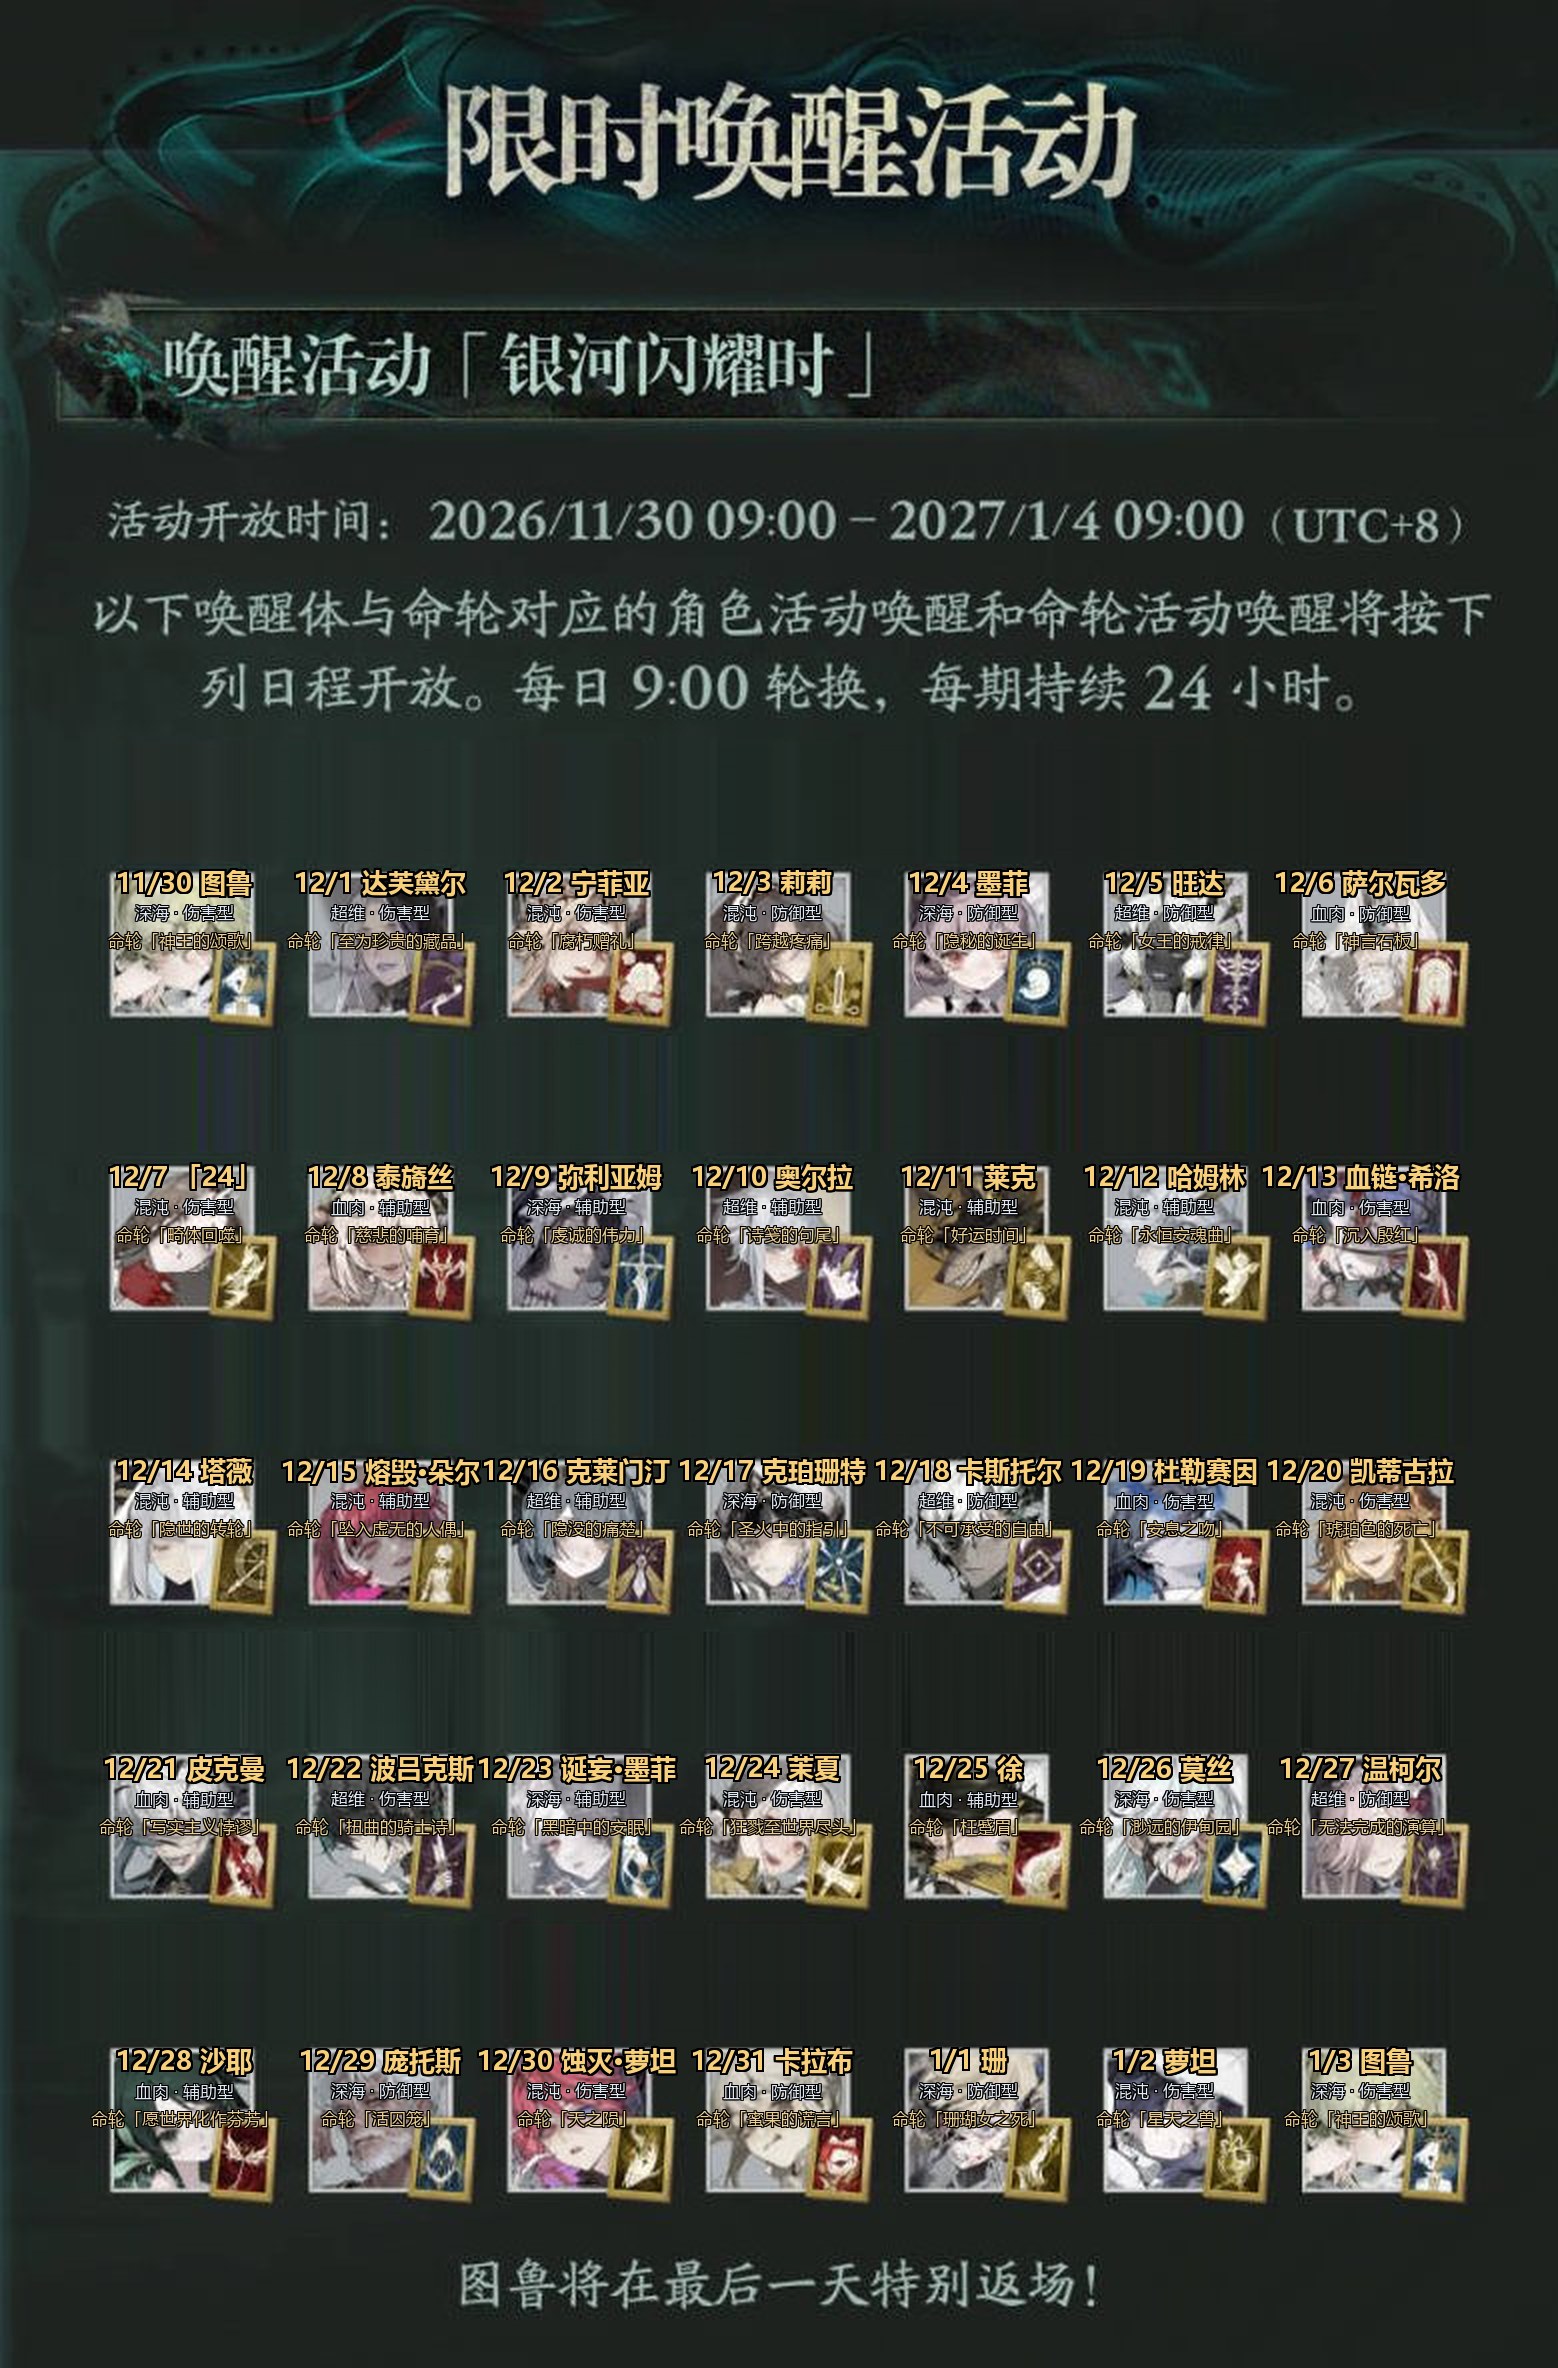 限时唤醒活动
唤醒活动「银河闪耀时」
活动开放时间： 2026/11/30 09:00 – 2027/1/4 09:00（UTC+8）
以下唤醒体与命轮对应的角色活动唤醒和命轮活动唤醒将按下
列日程开放。每日 9:00 轮换，每期持续 24 小时。
11/30 图鲁
深海·伤害型
命轮「神王的颂歌」
12/1 达芙黛尔
超维·伤害型
命轮「至为珍贵的藏品」
12/2 宁菲亚
混沌·伤害型
命轮「腐朽赠礼」
12/3 莉莉
混沌·防御型
命轮「跨越疼痛」
12/4 墨菲
深海·防御型
命轮「隐秘的诞生」
12/5 旺达
超维·防御型
命轮「女王的戒律」
12/6 萨尔瓦多
血肉·防御型
命轮「神言石板」
12/7 「24」
混沌·伤害型
命轮「畸体回噬」
12/8 泰旖丝
血肉·辅助型
命轮「慈悲的哺育」
12/9 弥利亚姆
深海·辅助型
命轮「虔诚的伟力」
12/10 奥尔拉
超维·辅助型
命轮「诗笺的句尾」
12/11 莱克
混沌·辅助型
命轮「好运时间」
12/12 哈姆林
混沌·辅助型
命轮「永恒安魂曲」
12/13 血链·希洛
血肉·伤害型
命轮「沉入殷红」
12/14 塔薇
混沌·辅助型
命轮「隐世的转轮」
12/15 熔毁·朵尔
混沌·辅助型
命轮「坠入虚无的人偶」
12/16 克莱门汀
超维·辅助型
命轮「隐没的痛楚」
12/17 克珀珊特
深海·防御型
命轮「圣火中的指引」
12/18 卡斯托尔
超维·防御型
命轮「不可承受的自由」
12/19 杜勒赛因
血肉·伤害型
命轮「安息之吻」
12/20 凯蒂古拉
混沌·伤害型
命轮「琥珀色的死亡」
12/21 皮克曼
血肉·辅助型
命轮「写实主义悖谬」
12/22 波吕克斯
超维·伤害型
命轮「扭曲的骑士诗」
12/23 诞妄·墨菲
深海·辅助型
命轮「黑暗中的安眠」
12/24 茉夏
混沌·伤害型
命轮「狂戮至世界尽头」
12/25 徐
血肉·辅助型
命轮「枉蹙眉」
12/26 莫丝
深海·伤害型
命轮「渺远的伊甸园」
12/27 温柯尔
超维·防御型
命轮「无法完成的演算」
12/28 沙耶
血肉·辅助型
命轮「愿世界化作芬芳」
12/29 庞托斯
深海·防御型
命轮「活囚笼」
12/30 蚀灭·萝坦
混沌·伤害型
命轮「天之陨」
12/31 卡拉布
血肉·防御型
命轮「蜜果的谎言」
1/1 珊
混沌·防御型
命轮「珊瑚女之死」
1/2 萝坦
混沌·伤害型
命轮「星天之兽」
1/3 图鲁
深海·伤害型
命轮「神王的颂歌」
图鲁将在最后一天特别返场！